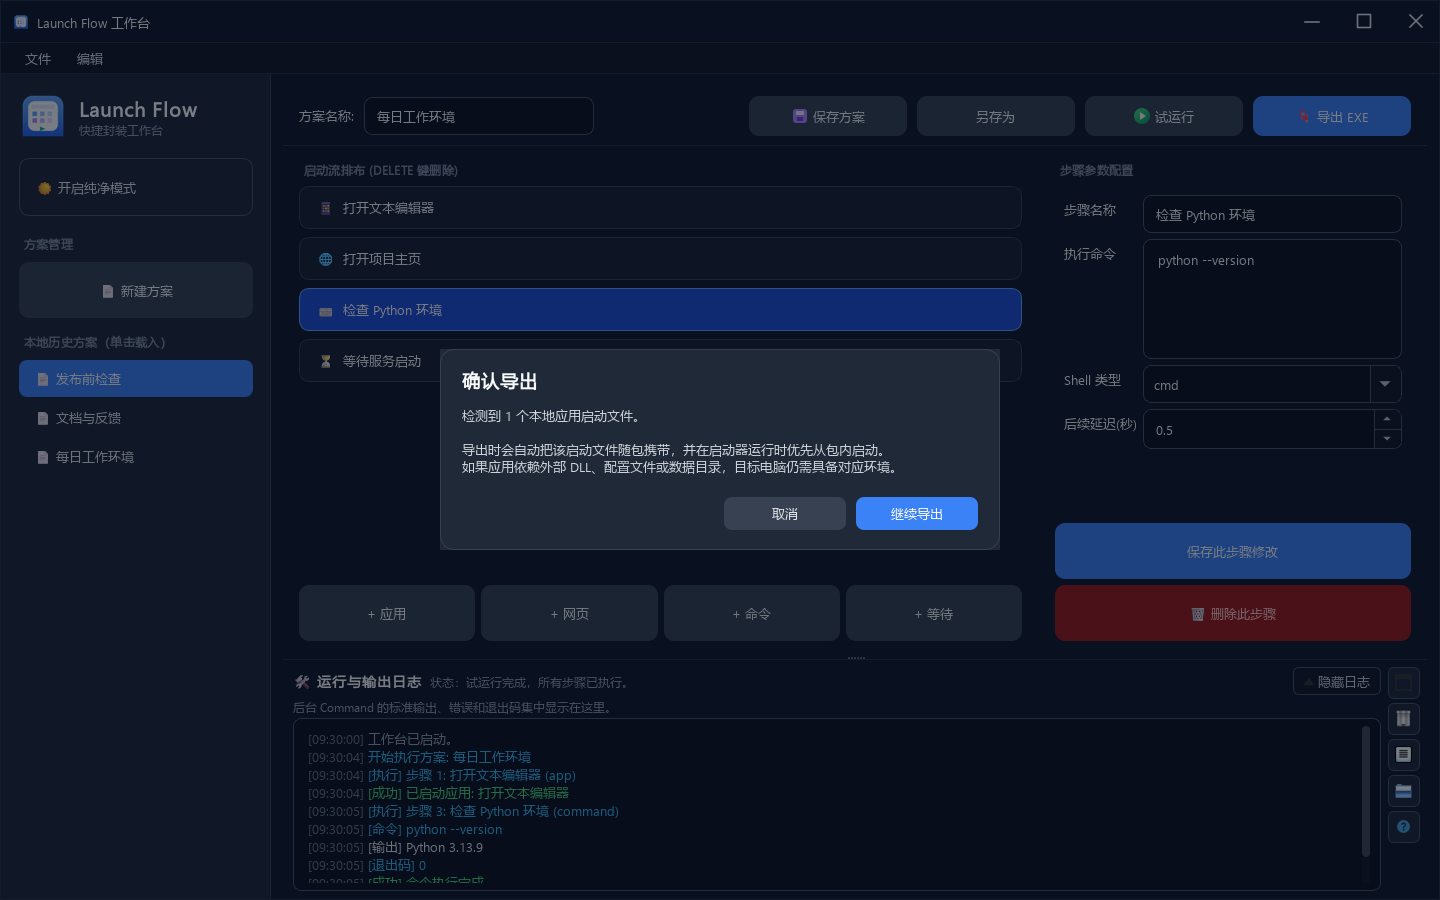 Launch Flow 工作台
文件 编辑
Launch Flow
快捷封装工作台
开启纯净模式
方案管理
新建方案
本地历史方案（单击载入）
发布前检查
文档与反馈
每日工作环境
方案名称: 每日工作环境
保存方案 另存为 试运行 导出 EXE
启动流排布 (DELETE 键删除)
打开文本编辑器
打开项目主页
检查 Python 环境
等待服务启动
步骤参数配置
步骤名称 检查 Python 环境
执行命令 python --version
Shell 类型 cmd
后续延迟(秒) 0.5
确认导出
检测到 1 个本地应用启动文件。
导出时会自动把该启动文件随包携带，并在启动器运行时优先从包内启动。
如果应用依赖外部 DLL、配置文件或数据目录，目标电脑仍需具备对应环境。
取消 继续导出
保存此步骤修改
删除此步骤
+ 应用 + 网页 + 命令 + 等待
运行与输出日志 状态：试运行完成，所有步骤已执行。
隐藏日志
后台 Command 的标准输出、错误和退出码集中显示在这里。
[09:30:00] 工作台已启动。
[09:30:04] 开始执行方案: 每日工作环境
[09:30:04] [执行] 步骤 1: 打开文本编辑器 (app)
[09:30:04] [成功] 已启动应用: 打开文本编辑器
[09:30:05] [执行] 步骤 3: 检查 Python 环境 (command)
[09:30:05] [命令] python --version
[09:30:05] [输出] Python 3.13.9
[09:30:05] [退出码] 0
[09:30:05] [成功] 命令执行完成